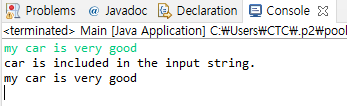 Problems @ Javadoc Declaration Console
<terminated> Main [Java Application] C:₩Users₩CTC₩.p2₩pool
my car is very good
car is included in the input string.
my car is very good